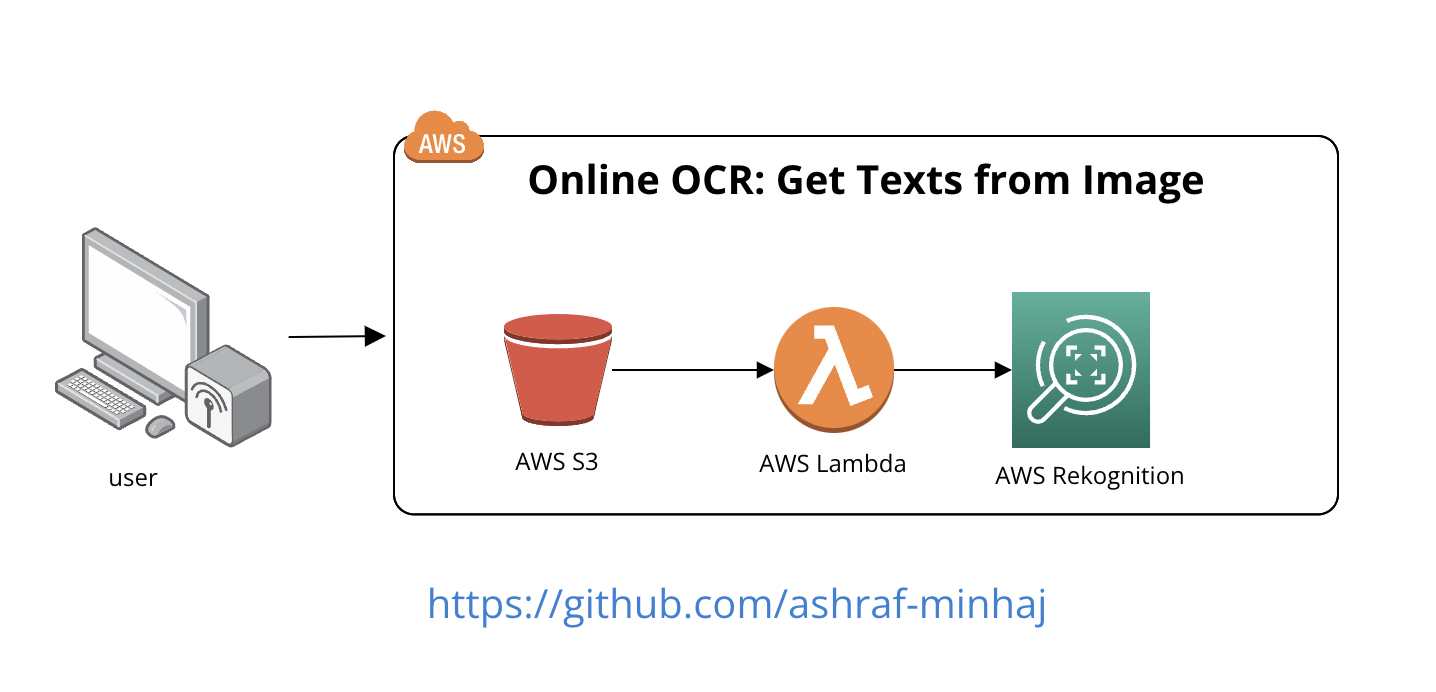 AWS
Online OCR: Get Texts from Image
user
AWS S3
AWS Lambda
AWS Rekognition
https://github.com/ashraf-minhaj